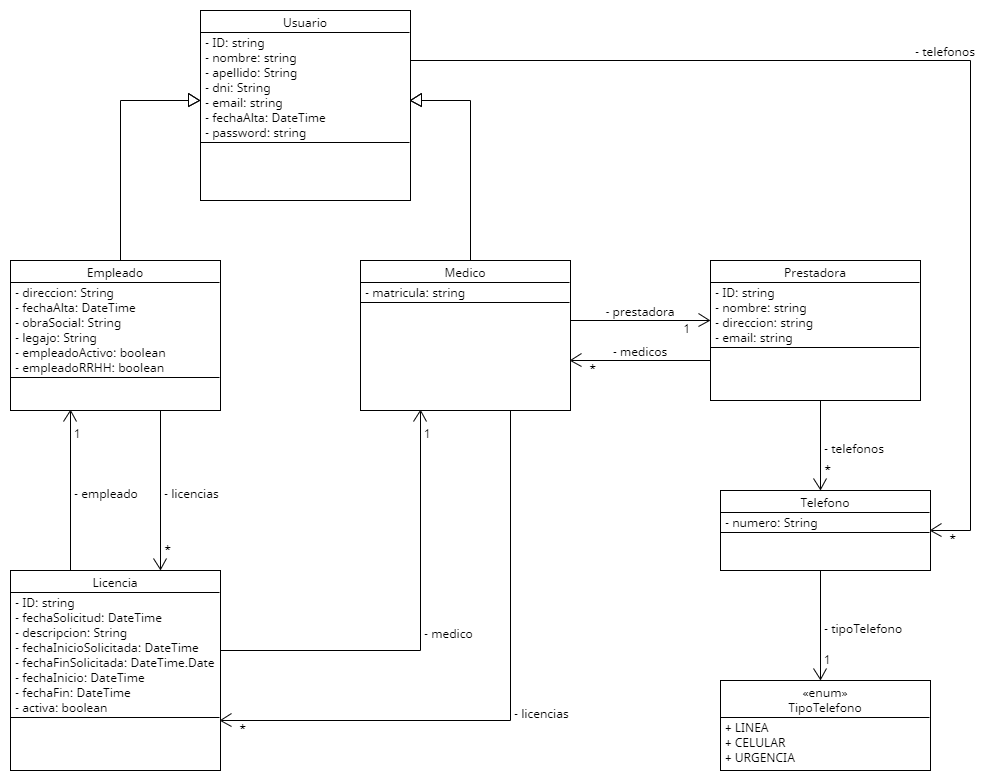 Usuario
- ID: string
- nombre: string
- apellido: String
- dni: String
- email: string
- fechaAlta: DateTime
- password: string
- telefonos
Empleado
- direccion: String
- fechaAlta: DateTime
- obraSocial: String
- legajo: String
- empleadoActivo: boolean
- empleadoRRHH: boolean
Medico
- matricula: string
- prestadora
1
- medicos
*
Prestadora
- ID: string
- nombre: string
- direccion: string
- email: string
1
- empleado
- licencias
*
1
- telefonos
*
Telefono
- numero: String
*
Licencia
- ID: string
- fechaSolicitud: DateTime
- descripcion: String
- fechaInicioSolicitada: DateTime
- fechaFinSolicitada: DateTime.Date
- fechaInicio: DateTime
- fechaFin: DateTime
- activa: boolean
- medico
- licencias
*
- tipoTelefono
1
«enum»
TipoTelefono
+ LINEA
+ CELULAR
+ URGENCIA